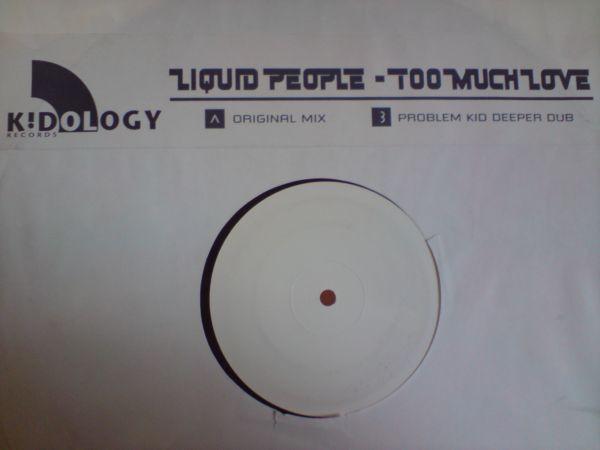 LIQUID PEOPLE - TOO MUCH LOVE
K!DOLOGY
RECORDS
A ORIGINAL MIX
B PROBLEM KID DEEPER DUB